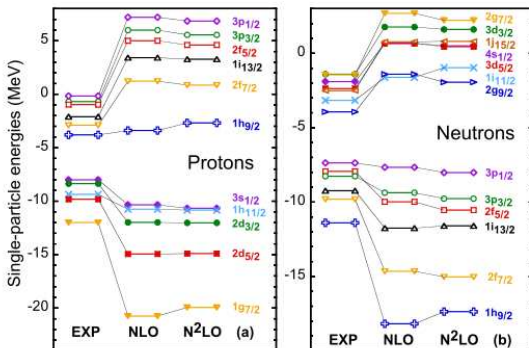 Single-particle energies (MeV)
5
0
-5
-10
-15
-20
3p1/2
3p3/2
2f5/2
1i13/2
2f7/2
1h9/2
Protons
3s1/2
1h11/2
2d3/2
2d5/2
1g7/2
EXP NLO N²LO (a)
0
-5
-10
-15
2g7/2
3d3/2
1j15/2
4s1/2
3d5/2
1i11/2
2g9/2
Neutrons
3p1/2
3p3/2
2f5/2
1i13/2
2f7/2
1h9/2
EXP NLO N²LO (b)